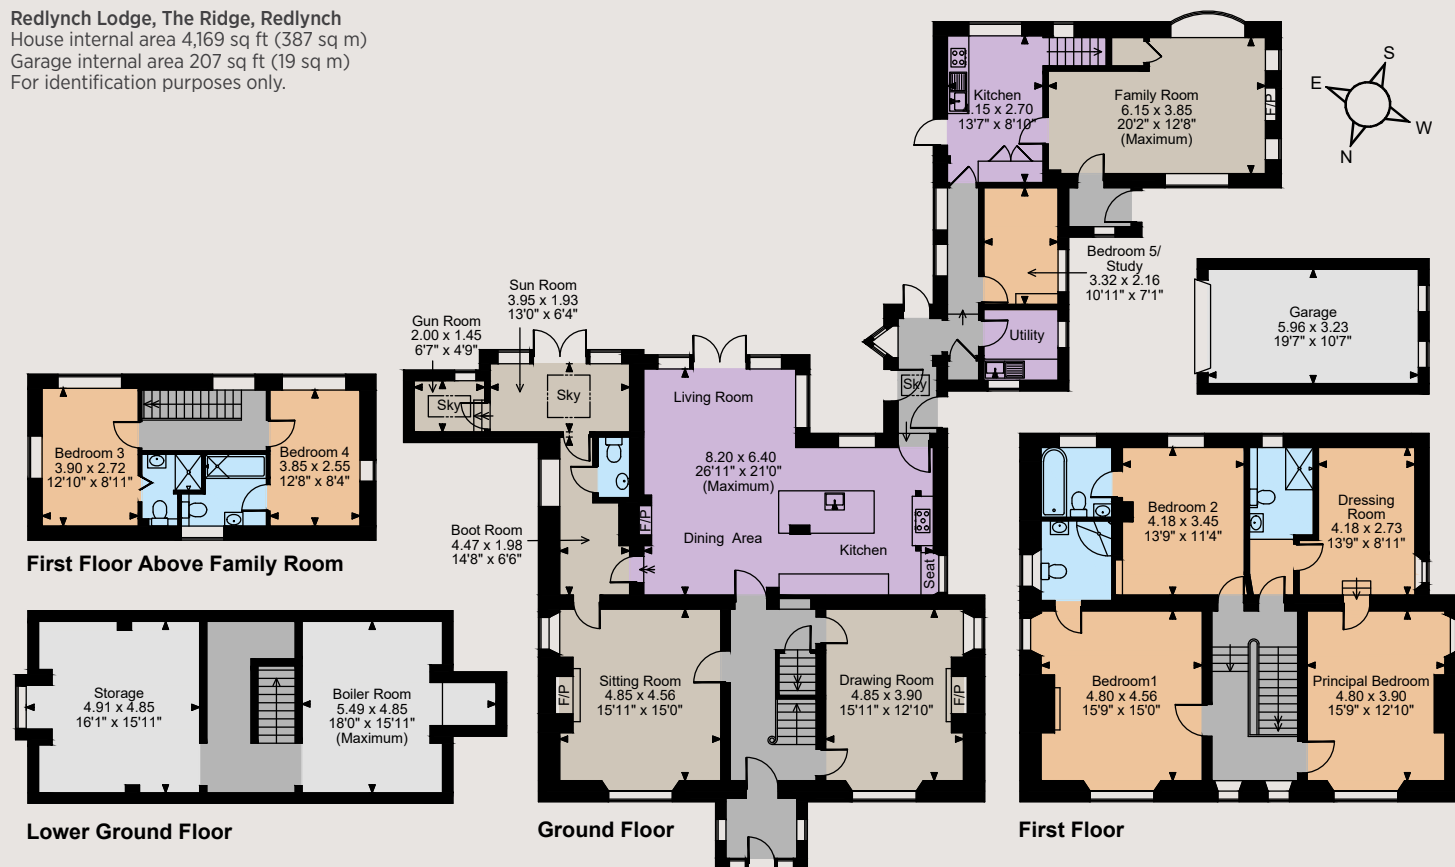 Redlynch Lodge, The Ridge, Redlynch
House internal area 4,169 sq ft (387 sq m)
Garage internal area 207 sq ft (19 sq m)
For identification purposes only.
S
E
W
N
Kitchen
.15 x 2.70
13'7" x 8'10"
Family Room
6.15 x 3.85
20'2" x 12'8"
(Maximum)
F/P
Bedroom 5/
Study
3.32 x 2.16
10'11" x 7'1"
Utility
Sky
Garage
5.96 x 3.23
19'7" x 10'7"
Sun Room
3.95 x 1.93
13'0" x 6'4"
Gun Room
2.00 x 1.45
6'7" x 4'9"
Sky
Sky
Living Room
8.20 x 6.40
26'11" x 21'0"
(Maximum)
F/P
Dining Area
Kitchen
Seat
Boot Room
4.47 x 1.98
14'8" x 6'6"
Sitting Room
4.85 x 4.56
15'11" x 15'0"
F/P
Drawing Room
4.85 x 3.90
15'11" x 12'10"
F/P
Ground Floor
Bedroom 3
3.90 x 2.72
12'10" x 8'11"
Bedroom 4
3.85 x 2.55
12'8" x 8'4"
First Floor Above Family Room
Storage
4.91 x 4.85
16'1" x 15'11"
Boiler Room
5.49 x 4.85
18'0" x 15'11"
(Maximum)
Lower Ground Floor
Bedroom 2
4.18 x 3.45
13'9" x 11'4"
Dressing
Room
4.18 x 2.73
13'9" x 8'11"
Bedroom1
4.80 x 4.56
15'9" x 15'0"
Principal Bedroom
4.80 x 3.90
15'9" x 12'10"
First Floor